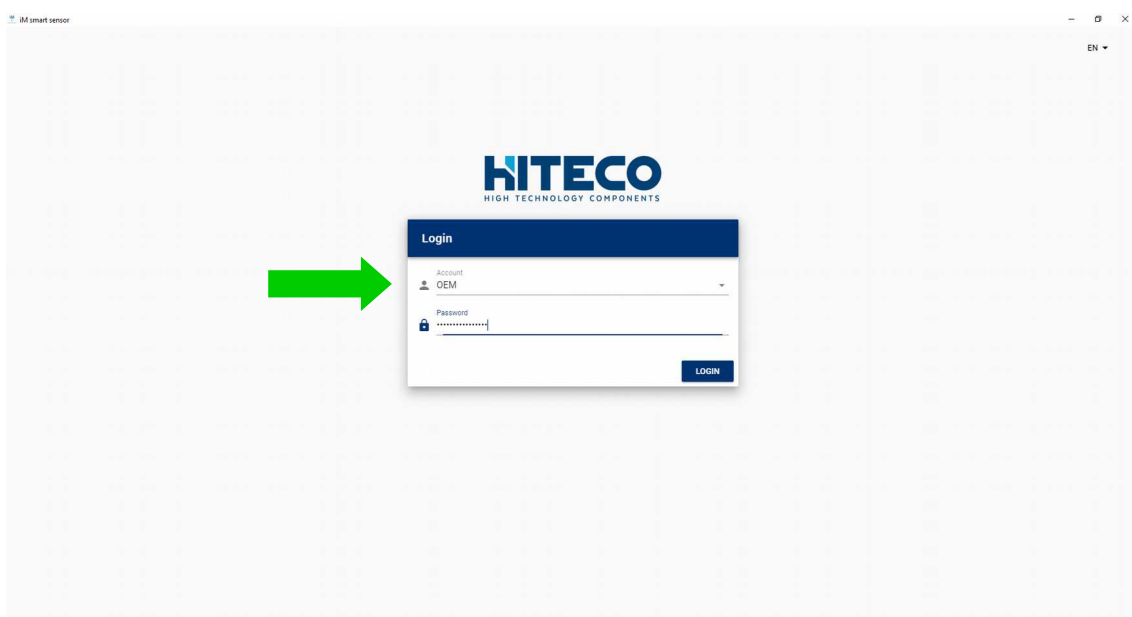 iM smart sensor
EN
HITECO
HIGH TECHNOLOGY COMPONENTS
Login
Account
OEM
Password
••••••••••••••••
LOGIN